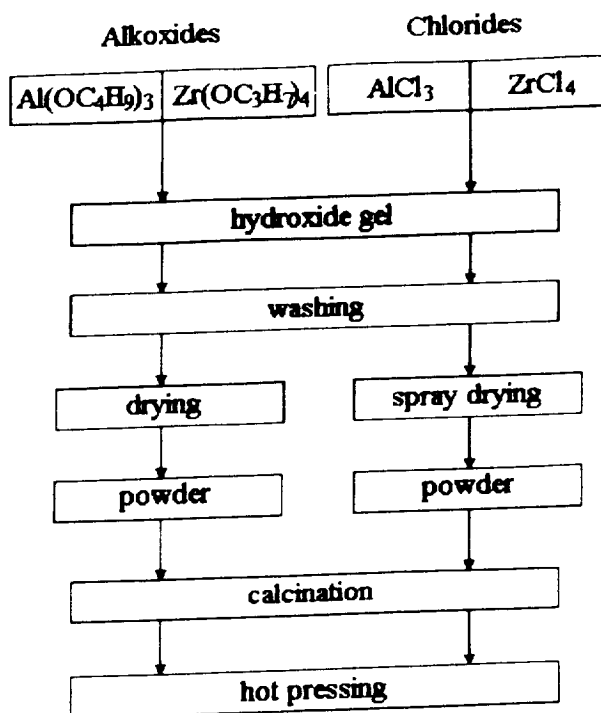 Alkoxides Chlorides
Al(OC₄H₉)₃ Zr(OC₃H₇)₄ AlCl₃ ZrCl₄
hydroxide gel
washing
drying spray drying
powder powder
calcination
hot pressing